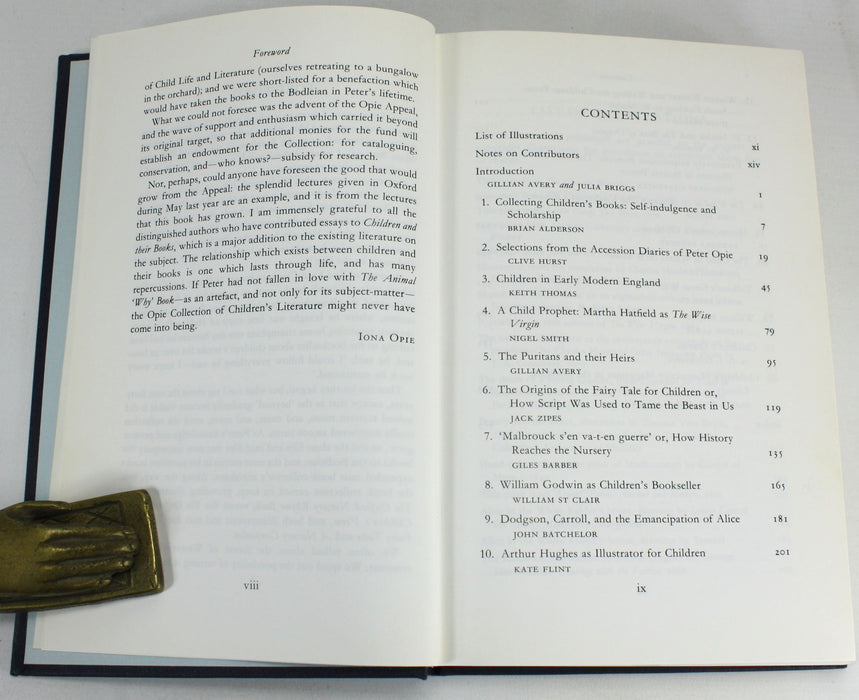 Foreword
of Child Life and Literature (ourselves retreating to a bungalow
in the orchard); and we were short-listed for a benefaction which
would have taken the books to the Bodleian in Peter's lifetime.
What we could not foresee was the advent of the Opie Appeal,
and the wave of support and enthusiasm which carried it beyond
its original target, so that additional monies for the fund will
establish an endowment for the Collection: for cataloguing,
conservation, and—who knows?—subsidy for research.
Nor, perhaps, could anyone have foreseen the good that would
grow from the Appeal: the splendid lectures given in Oxford
during May last year are an example, and it is from the lectures
that this book has grown. I am immensely grateful to all the
distinguished authors who have contributed essays to Children and
their Books, which is a major addition to the existing literature on
the subject. The relationship which exists between children and
their books is one which lasts through life, and has many
repercussions. If Peter had not fallen in love with The Animal
'Why' Book—as an artefact, and not only for its subject-matter—
the Opie Collection of Children's Literature might never have
come into being.
IONA OPIE
viii
CONTENTS
List of Illustrations xi
Notes on Contributors xiv
Introduction 1
GILLIAN AVERY and JULIA BRIGGS
1. Collecting Children's Books: Self-indulgence and
Scholarship 7
BRIAN ALDERSON
2. Selections from the Accession Diaries of Peter Opie 19
CLIVE HURST
3. Children in Early Modern England 45
KEITH THOMAS
4. A Child Prophet: Martha Hatfield as The Wise
Virgin 79
NIGEL SMITH
5. The Puritans and their Heirs 95
GILLIAN AVERY
6. The Origins of the Fairy Tale for Children or,
How Script Was Used to Tame the Beast in Us 119
JACK ZIPES
7. 'Malbrouck s'en va-t-en guerre' or, How History
Reaches the Nursery 135
GILES BARBER
8. William Godwin as Children's Bookseller 165
WILLIAM ST CLAIR
9. Dodgson, Carroll, and the Emancipation of Alice 181
JOHN BATCHELOR
10. Arthur Hughes as Illustrator for Children 201
KATE FLINT
ix